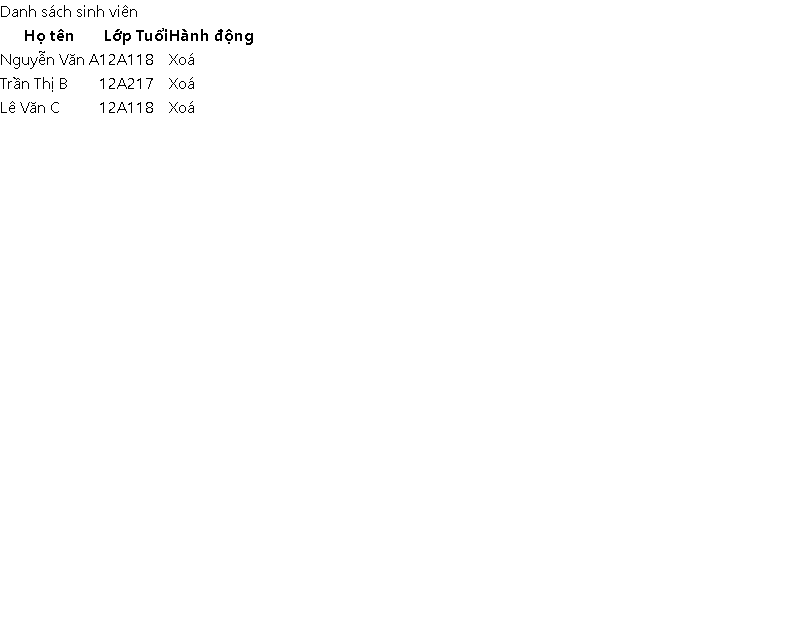 Danh sách sinh viên
Họ tên Lớp Tuổi Hành động
Nguyễn Văn A 12A1 18 Xoá
Trần Thị B 12A2 17 Xoá
Lê Văn C 12A1 18 Xoá